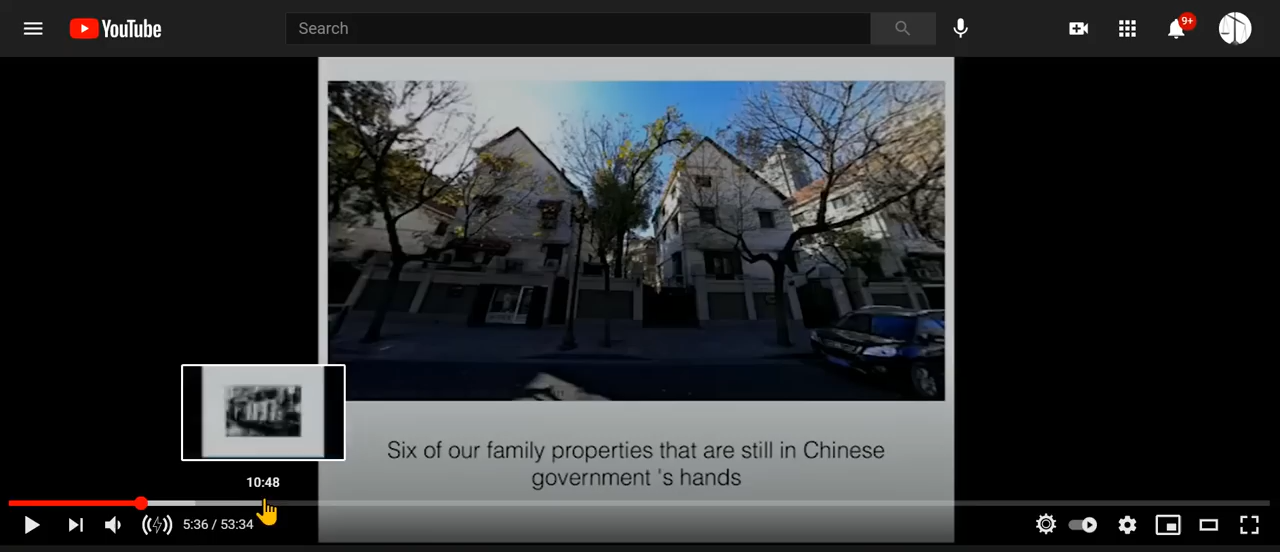 YouTube
Search
9+
Six of our family properties that are still in Chinese
government 's hands
10:48
5:36 / 53:34